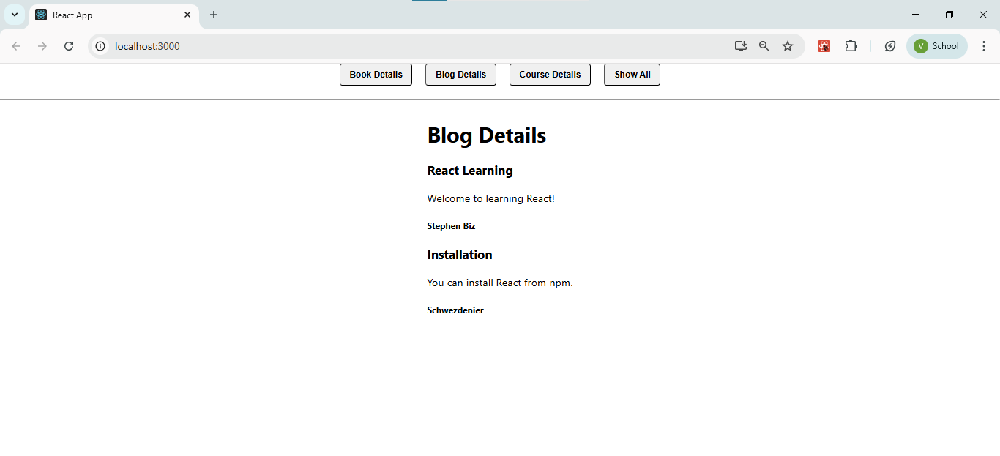 React App
localhost:3000
V School
Book Details Blog Details Course Details Show All
Blog Details
React Learning
Welcome to learning React!
Stephen Biz
Installation
You can install React from npm.
Schwezdenier